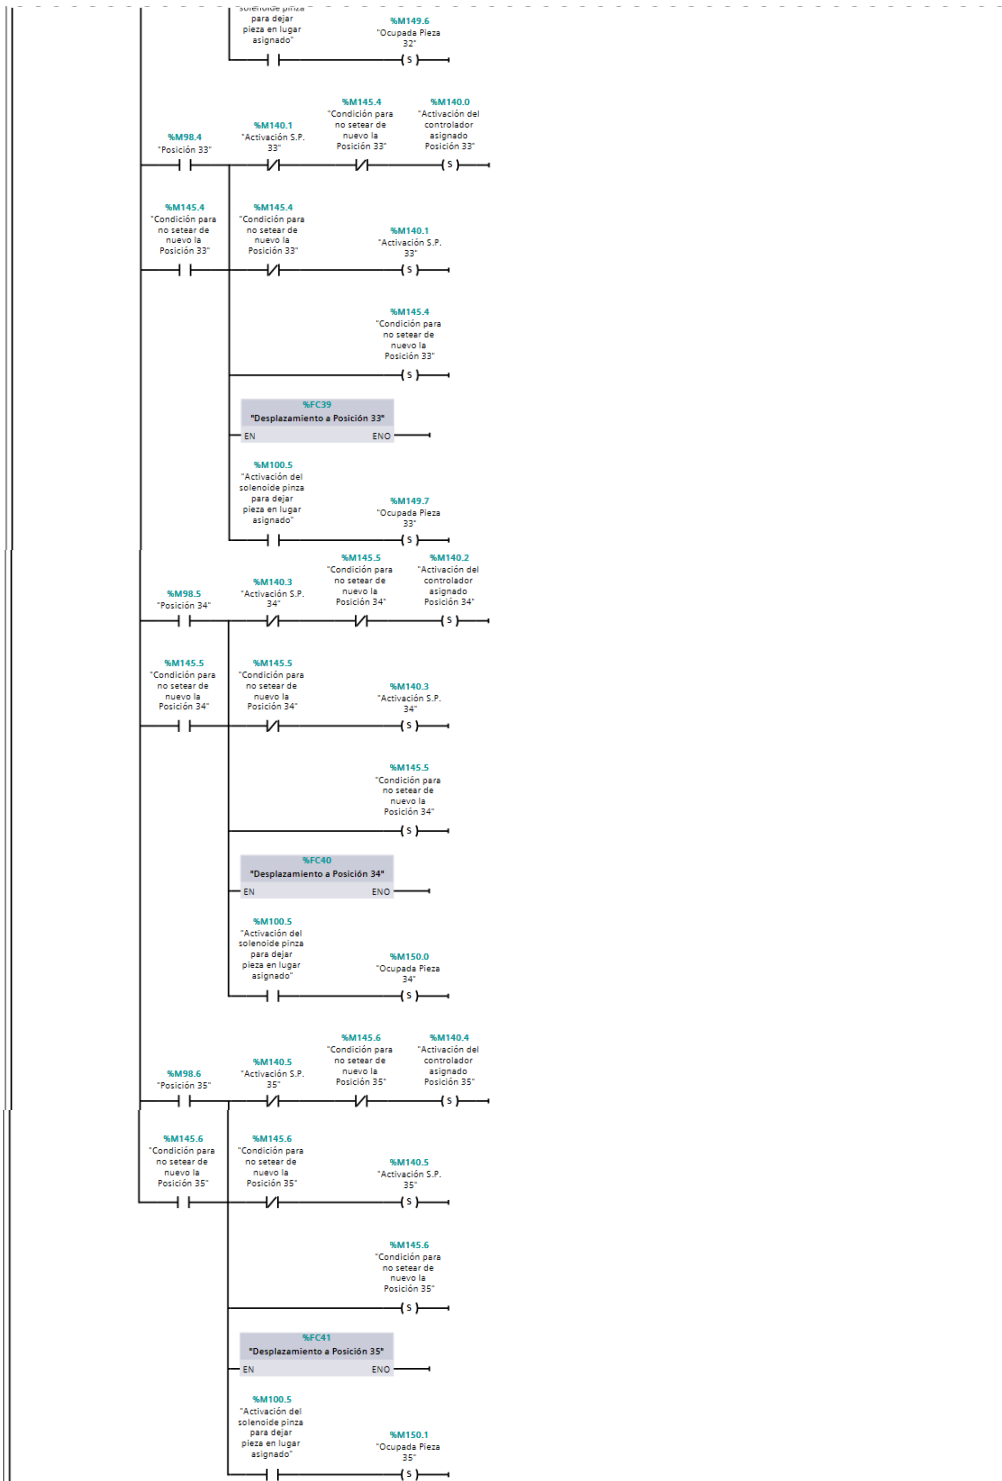 solenoide pinza
para dejar
pieza en lugar
asignado"
%M149.6
"Ocupada Pieza
32"
( S )
%M98.4
"Posición 33"
%M140.1
"Activación S.P.
33"
%M145.4
"Condición para
no setear de
nuevo la
Posición 33"
%M140.0
"Activación del
controlador
asignado
Posición 33"
( S )
%M145.4
"Condición para
no setear de
nuevo la
Posición 33"
%M145.4
"Condición para
no setear de
nuevo la
Posición 33"
%M140.1
"Activación S.P.
33"
( S )
%M145.4
"Condición para
no setear de
nuevo la
Posición 33"
( S )
%FC39
"Desplazamiento a Posición 33"
EN ENO
%M100.5
"Activación del
solenoide pinza
para dejar
pieza en lugar
asignado"
%M149.7
"Ocupada Pieza
33"
( S )
%M98.5
"Posición 34"
%M140.3
"Activación S.P.
34"
%M145.5
"Condición para
no setear de
nuevo la
Posición 34"
%M140.2
"Activación del
controlador
asignado
Posición 34"
( S )
%M145.5
"Condición para
no setear de
nuevo la
Posición 34"
%M145.5
"Condición para
no setear de
nuevo la
Posición 34"
%M140.3
"Activación S.P.
34"
( S )
%M145.5
"Condición para
no setear de
nuevo la
Posición 34"
( S )
%FC40
"Desplazamiento a Posición 34"
EN ENO
%M100.5
"Activación del
solenoide pinza
para dejar
pieza en lugar
asignado"
%M150.0
"Ocupada Pieza
34"
( S )
%M98.6
"Posición 35"
%M140.5
"Activación S.P.
35"
%M145.6
"Condición para
no setear de
nuevo la
Posición 35"
%M140.4
"Activación del
controlador
asignado
Posición 35"
( S )
%M145.6
"Condición para
no setear de
nuevo la
Posición 35"
%M145.6
"Condición para
no setear de
nuevo la
Posición 35"
%M140.5
"Activación S.P.
35"
( S )
%M145.6
"Condición para
no setear de
nuevo la
Posición 35"
( S )
%FC41
"Desplazamiento a Posición 35"
EN ENO
%M100.5
"Activación del
solenoide pinza
para dejar
pieza en lugar
asignado"
%M150.1
"Ocupada Pieza
35"
( S )